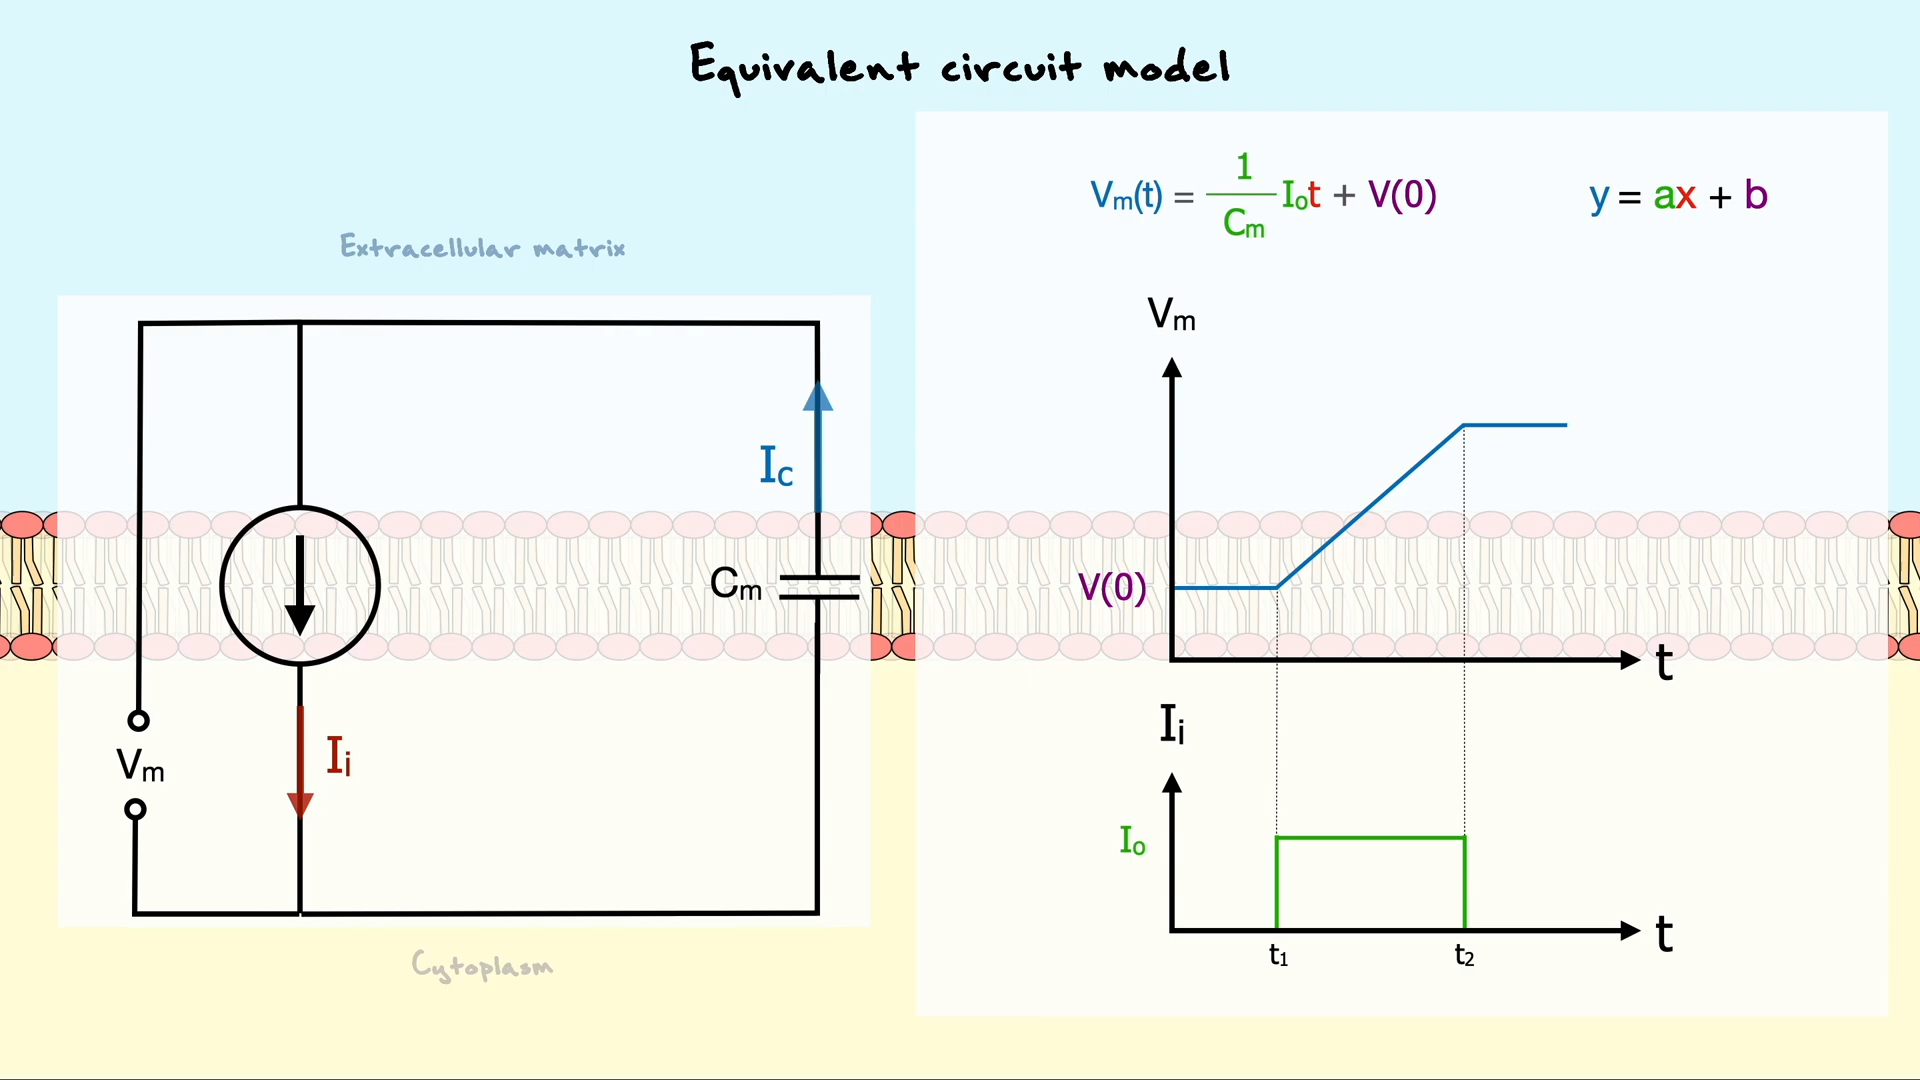 Equivalent circuit model
Vm(t) = 1/Cm Iot + V(0)
y = ax + b
Extracellular matrix
Vm
Ic
Cm
V(0)
t
Ii
Ii
Vm
Io
t
t1
t2
Cytoplasm